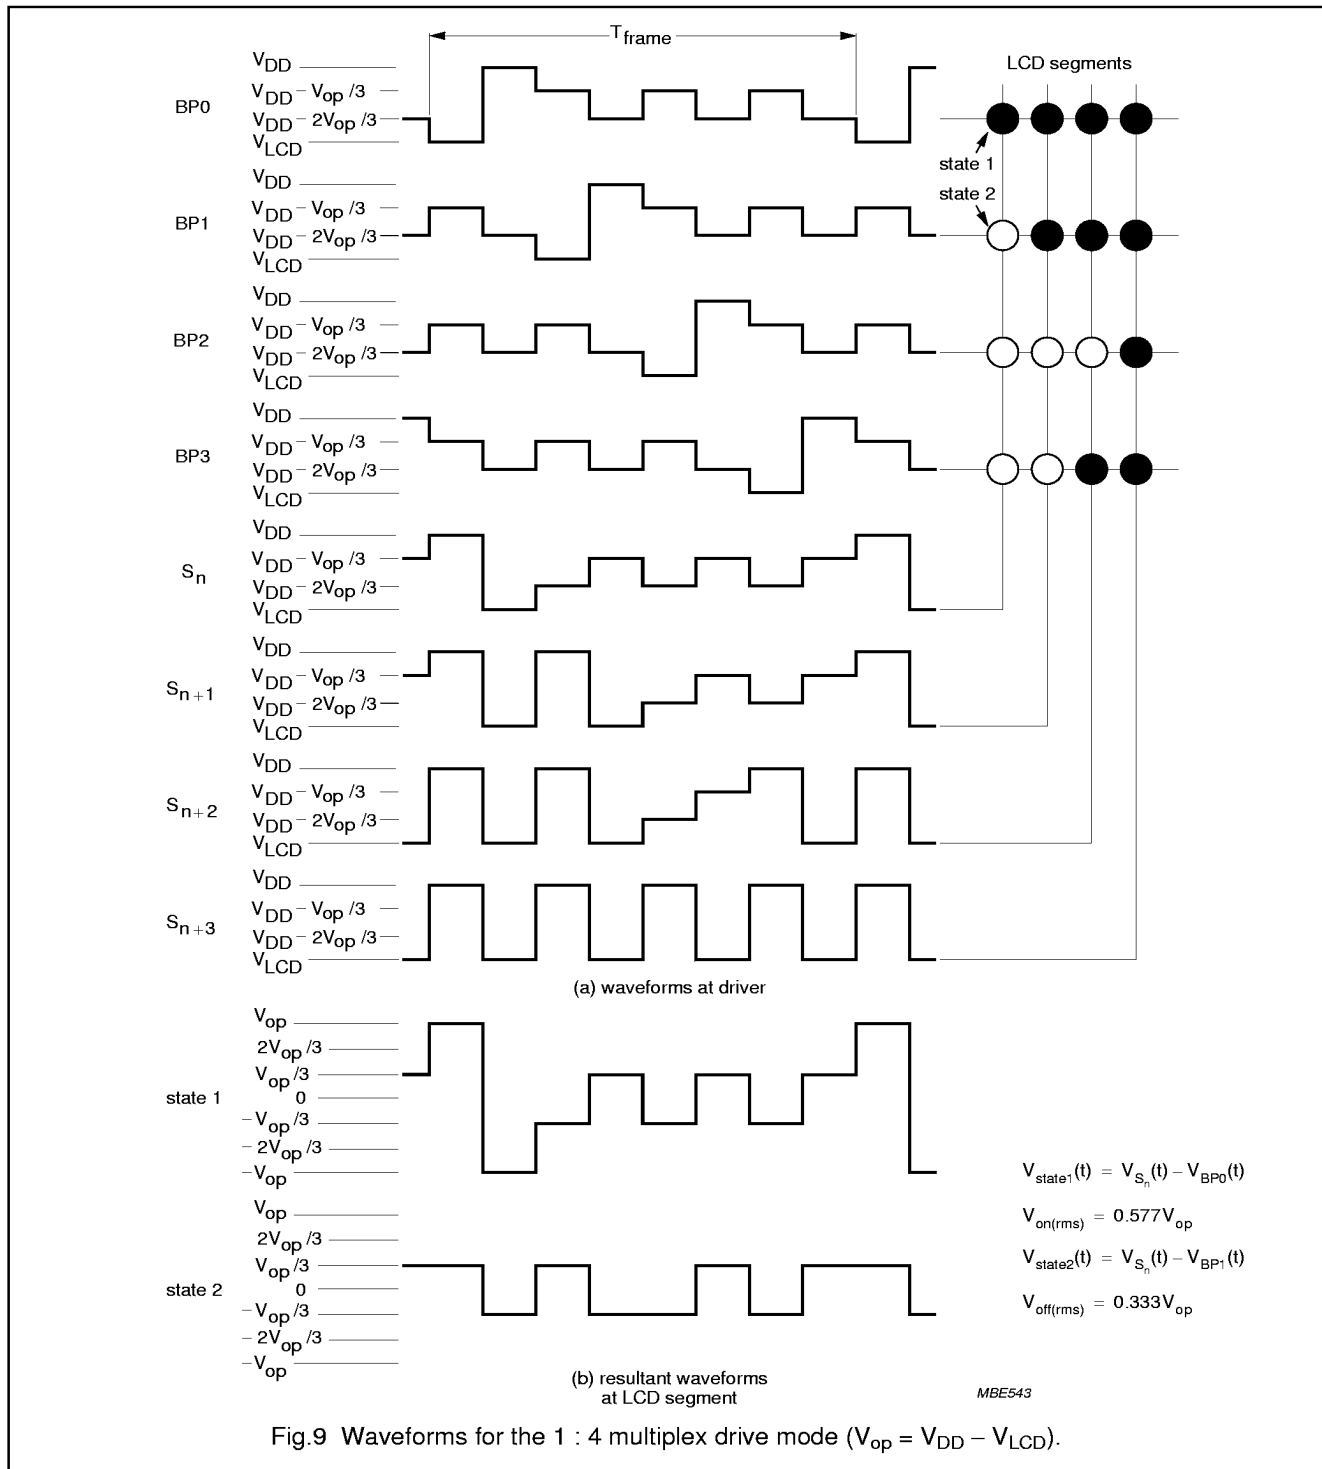 T_frame
BP0
V_DD
V_DD − V_op /3
V_DD − 2V_op /3
V_LCD
LCD segments
state 1
BP1
V_DD
V_DD − V_op /3
V_DD − 2V_op /3
V_LCD
state 2
BP2
V_DD
V_DD − V_op /3
V_DD − 2V_op /3
V_LCD
BP3
V_DD
V_DD − V_op /3
V_DD − 2V_op /3
V_LCD
S_n
V_DD
V_DD − V_op /3
V_DD − 2V_op /3
V_LCD
S_n+1
V_DD
V_DD − V_op /3
V_DD − 2V_op /3
V_LCD
S_n+2
V_DD
V_DD − V_op /3
V_DD − 2V_op /3
V_LCD
S_n+3
V_DD
V_DD − V_op /3
V_DD − 2V_op /3
V_LCD
(a) waveforms at driver
state 1
V_op
2V_op /3
V_op /3
0
− V_op /3
− 2V_op /3
− V_op
state 2
V_op
2V_op /3
V_op /3
0
− V_op /3
− 2V_op /3
− V_op
V_state1(t) = V_Sn(t) − V_BP0(t)
V_on(rms) = 0.577V_op
V_state2(t) = V_Sn(t) − V_BP1(t)
V_off(rms) = 0.333V_op
(b) resultant waveforms
at LCD segment
MBE543
Fig.9 Waveforms for the 1 : 4 multiplex drive mode (V_op = V_DD − V_LCD).